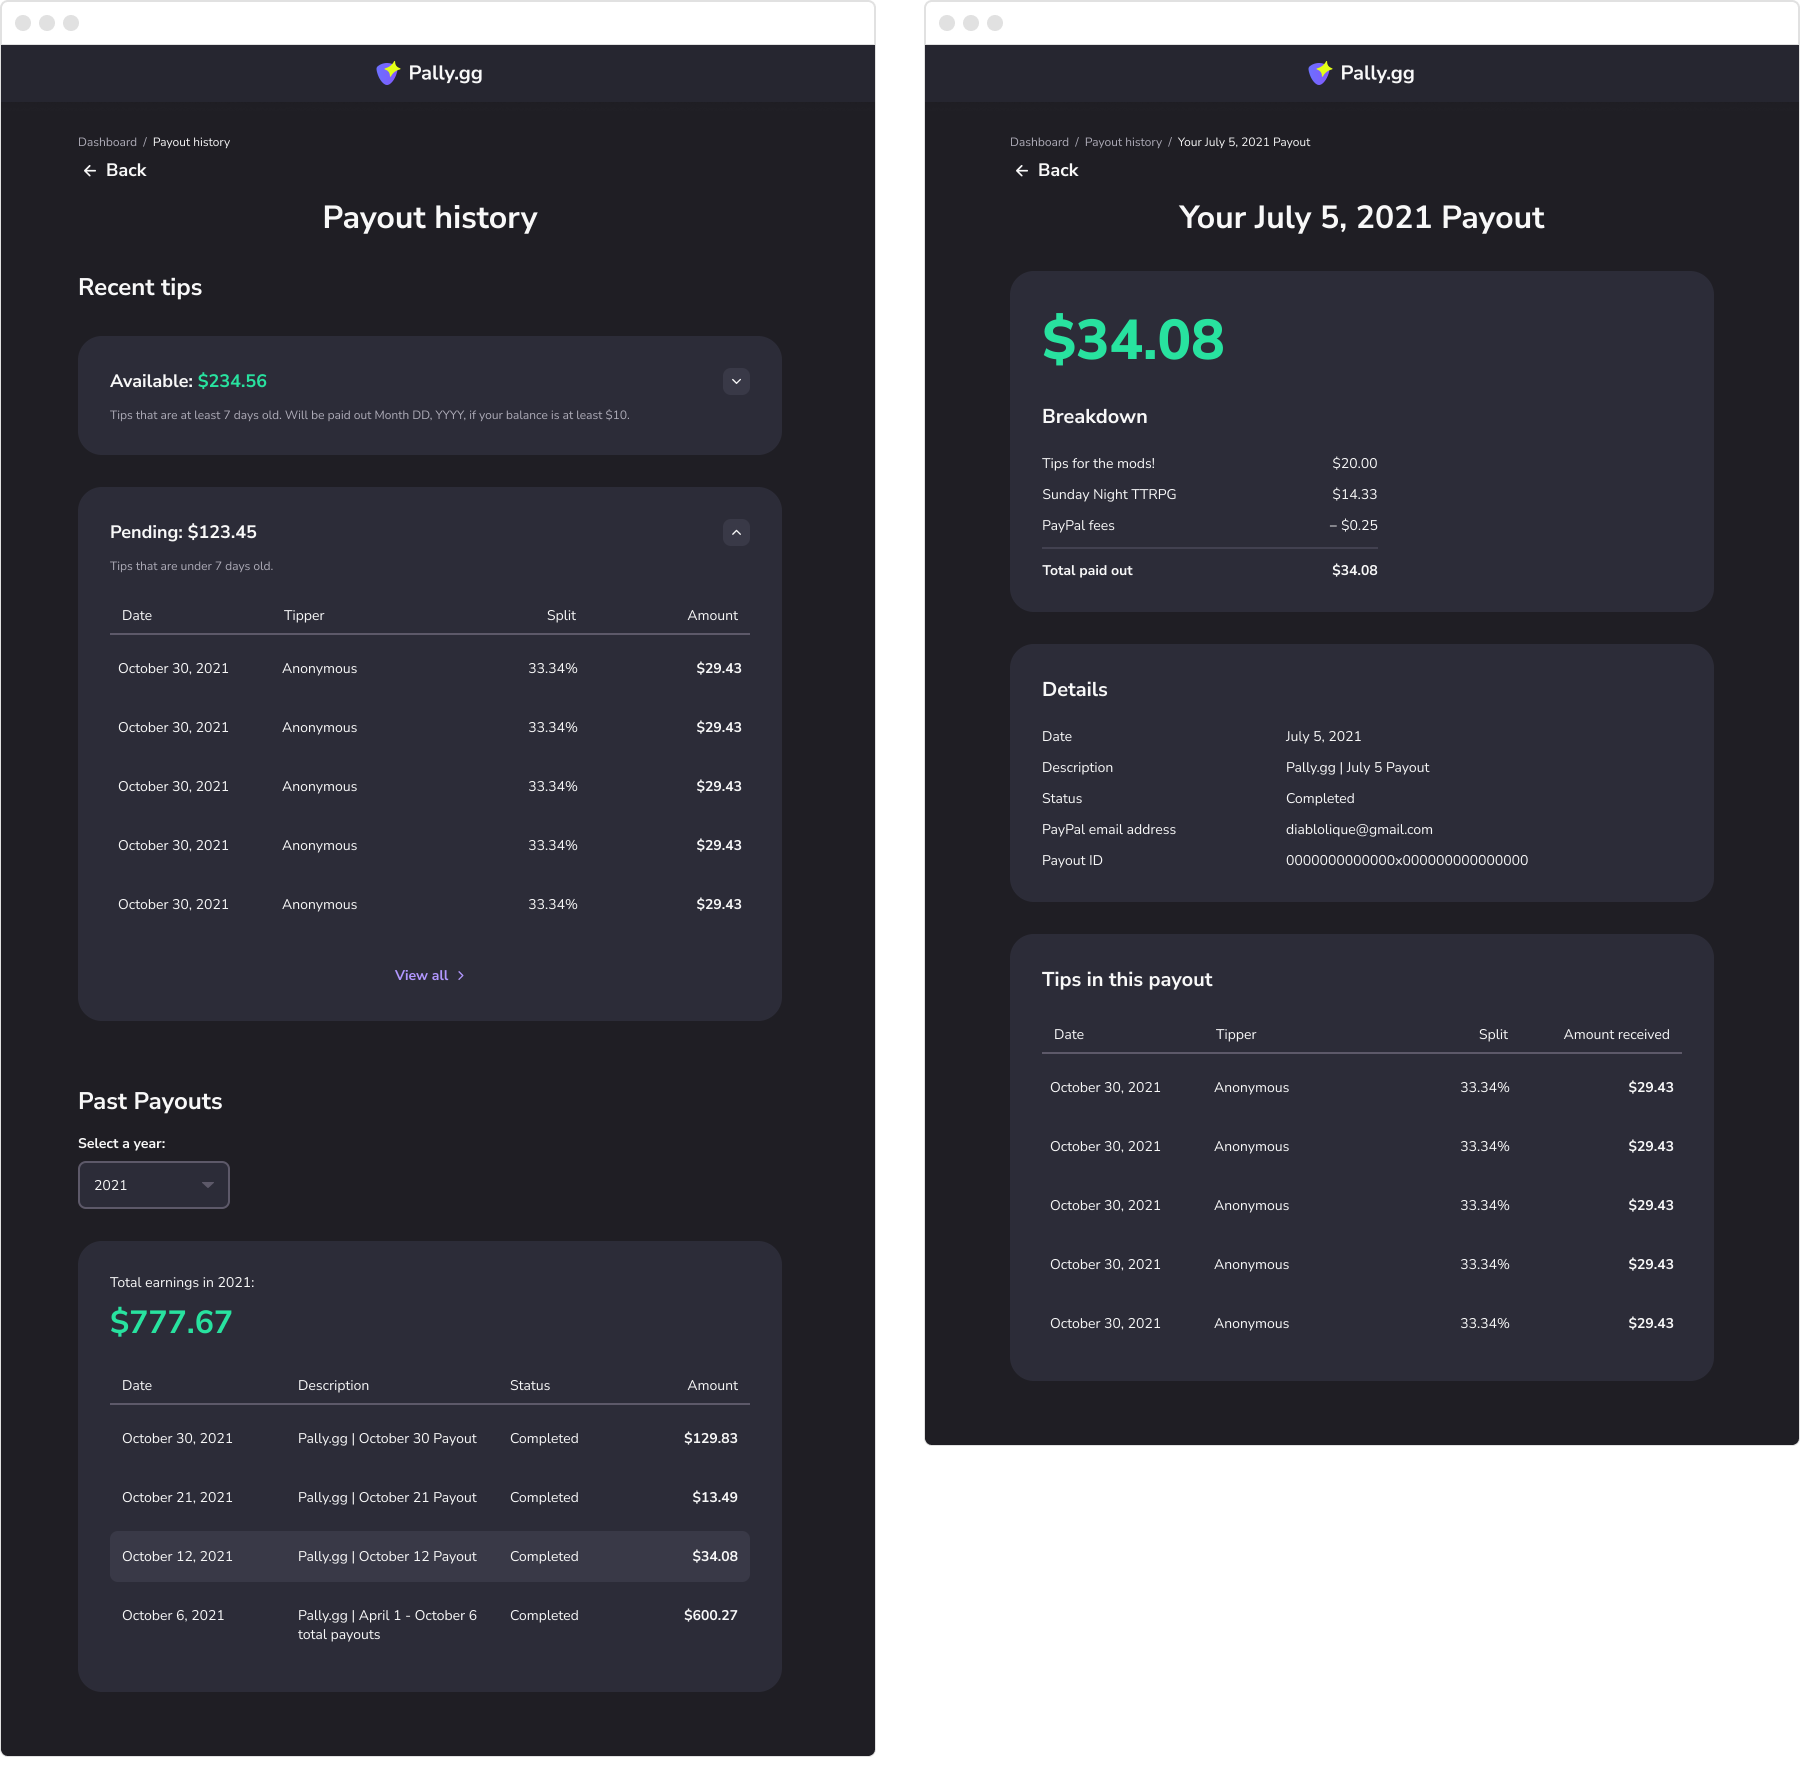 Pally.gg
Dashboard / Payout history
Back
Payout history
Recent tips
Available: $234.56
Tips that are at least 7 days old. Will be paid out Month DD, YYYY, if your balance is at least $10.
Pending: $123.45
Tips that are under 7 days old.
Date Tipper Split Amount
October 30, 2021 Anonymous 33.34% $29.43
October 30, 2021 Anonymous 33.34% $29.43
October 30, 2021 Anonymous 33.34% $29.43
October 30, 2021 Anonymous 33.34% $29.43
October 30, 2021 Anonymous 33.34% $29.43
View all
Past Payouts
Select a year:
2021
Total earnings in 2021:
$777.67
Date Description Status Amount
October 30, 2021 Pally.gg | October 30 Payout Completed $129.83
October 21, 2021 Pally.gg | October 21 Payout Completed $13.49
October 12, 2021 Pally.gg | October 12 Payout Completed $34.08
October 6, 2021 Pally.gg | April 1 - October 6 Completed $600.27
total payouts
Pally.gg
Dashboard / Payout history / Your July 5, 2021 Payout
Back
Your July 5, 2021 Payout
$34.08
Breakdown
Tips for the mods! $20.00
Sunday Night TTRPG $14.33
PayPal fees – $0.25
Total paid out $34.08
Details
Date July 5, 2021
Description Pally.gg | July 5 Payout
Status Completed
PayPal email address diablolique@gmail.com
Payout ID 0000000000000x000000000000000
Tips in this payout
Date Tipper Split Amount received
October 30, 2021 Anonymous 33.34% $29.43
October 30, 2021 Anonymous 33.34% $29.43
October 30, 2021 Anonymous 33.34% $29.43
October 30, 2021 Anonymous 33.34% $29.43
October 30, 2021 Anonymous 33.34% $29.43